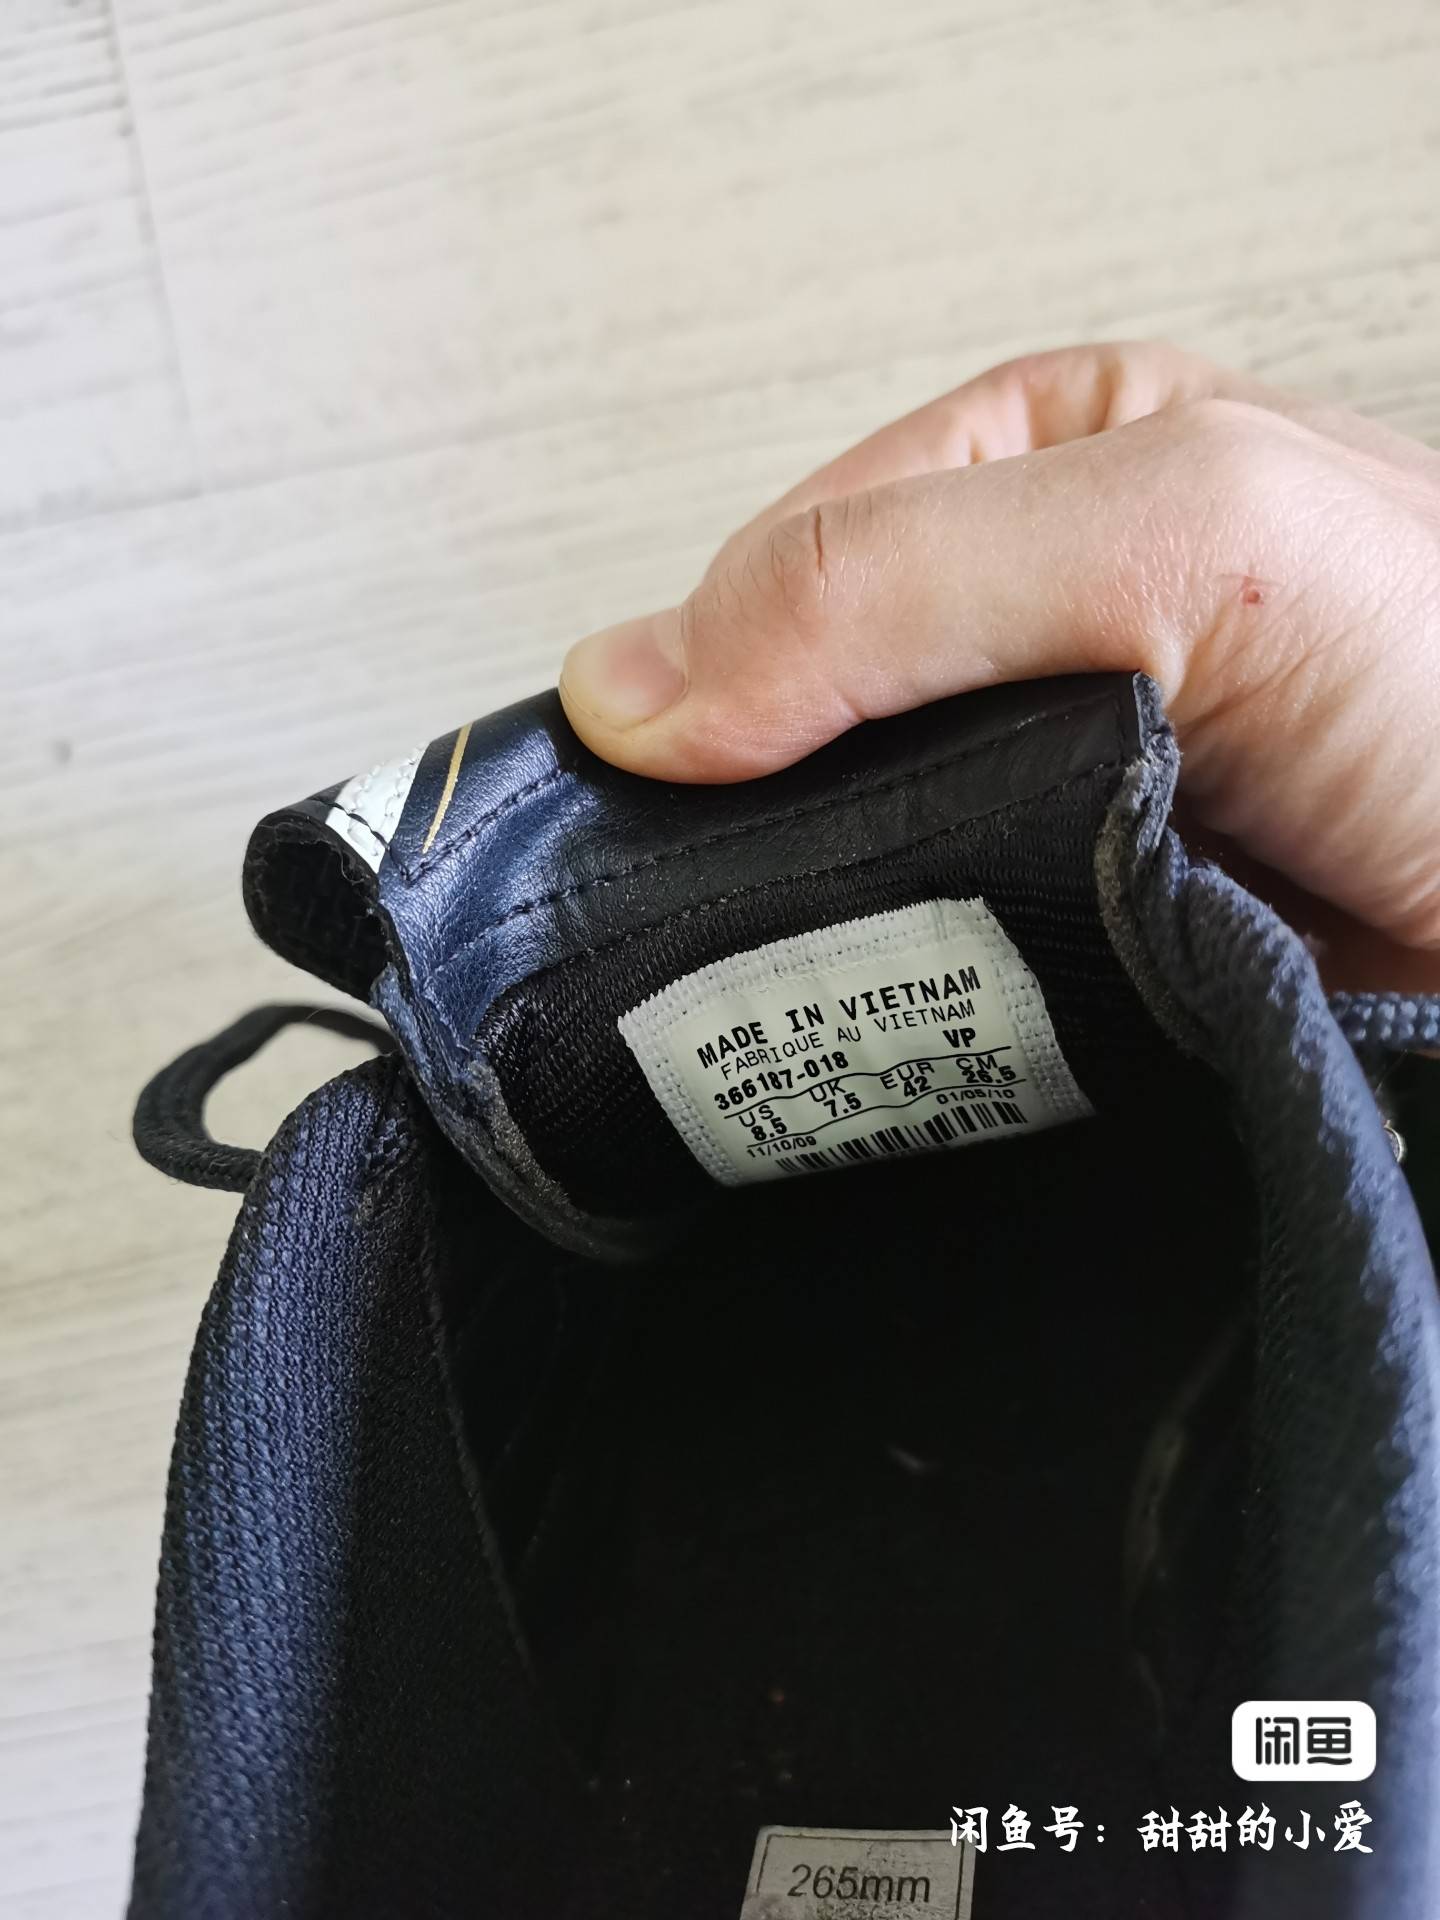 MADE IN VIETNAM
FABRIQUE AU VIETNAM
366187-018 VP
US UK EUR CM
8.5 7.5 42 26.5
11/10/09 01/05/10
265mm
闲鱼
闲鱼号：甜甜的小爱